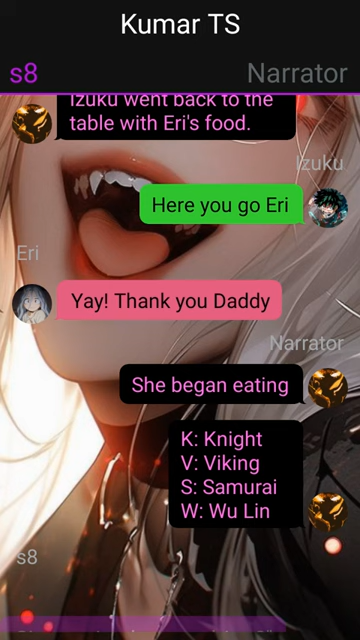 Kumar TS
s8
Narrator
Izuku went back to the
table with Eri's food.
Izuku
Here you go Eri
Eri
Yay! Thank you Daddy
Narrator
She began eating
K: Knight
V: Viking
S: Samurai
W: Wu Lin
s8